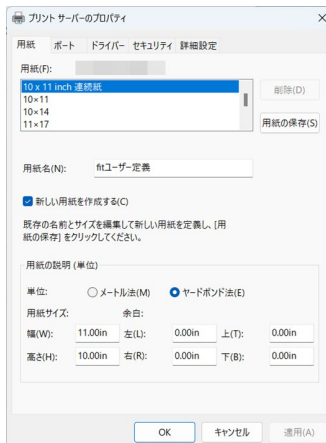 プリント サーバーのプロパティ
用紙 ポート ドライバー セキュリティ 詳細設定
用紙(F):
10 x 11 inch 連続紙
10×11
10×14
11×17
削除(D)
用紙の保存(S)
用紙名(N): fitユーザー定義
新しい用紙を作成する(C)
既存の名前とサイズを編集して新しい用紙を定義し、[用
紙の保存] をクリックしてください。
用紙の説明 (単位)
単位: メートル法(M) ヤードポンド法(E)
用紙サイズ: 余白:
幅(W): 11.00in 左(L): 0.00in 上(T): 0.00in
高さ(H): 10.00in 右(R): 0.00in 下(B): 0.00in
OK キャンセル 適用(A)